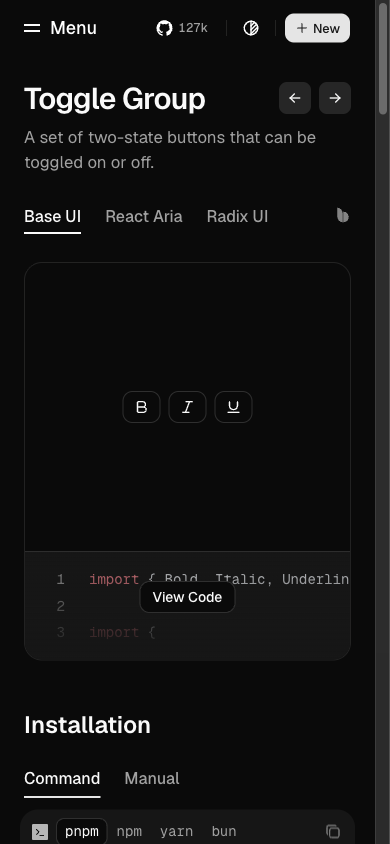 Menu
127k
New
Toggle Group
A set of two-state buttons that can be
toggled on or off.
Base UI React Aria Radix UI
B I U
1 import { Bold, Italic, Underlin
2
View Code
3 import {
Installation
Command Manual
pnpm npm yarn bun